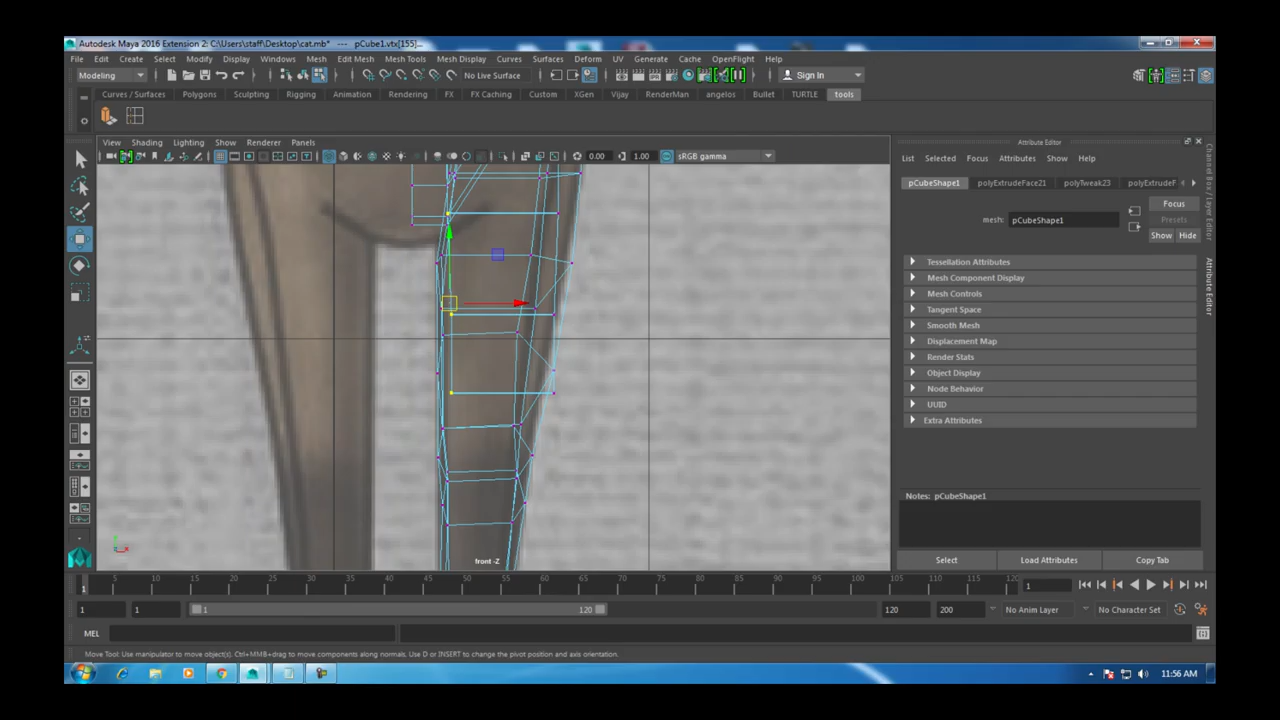 Autodesk Maya 2016 Extension 2: C:\Users\staff\Desktop\cat.mb* --- pCube1.vtx[155]...
File Edit Create Select Modify Display Windows Mesh Edit Mesh Mesh Tools Mesh Display Curves Surfaces Deform UV Generate Cache OpenFlight Help
Modeling No Live Surface Sign In
Curves / Surfaces Polygons Sculpting Rigging Animation Rendering FX FX Caching Custom XGen Vijay RenderMan angelos Bullet TURTLE tools
View Shading Lighting Show Renderer Panels
0.00 1.00 sRGB gamma
Attribute Editor
List Selected Focus Attributes Show Help
pCubeShape1 polyExtrudeFace21 polyTweak23 polyExtrudeF
Focus
Presets
mesh: pCubeShape1
Show Hide
Tessellation Attributes
Mesh Component Display
Mesh Controls
Tangent Space
Smooth Mesh
Displacement Map
Render Stats
Object Display
Node Behavior
UUID
Extra Attributes
Notes: pCubeShape1
Select Load Attributes Copy Tab
Channel Box / Layer Editor
Attribute Editor
front -Z
5 10 15 20 25 30 35 40 45 50 55 60 65 70 75 80 85 90 95 100 105 110 115 120
1 1
1 1 1 120 120 200 No Anim Layer No Character Set
MEL
Move Tool: Use manipulator to move object(s). Ctrl+MMB+drag to move components along normals. Use D or INSERT to change the pivot position and axis orientation.
11:56 AM